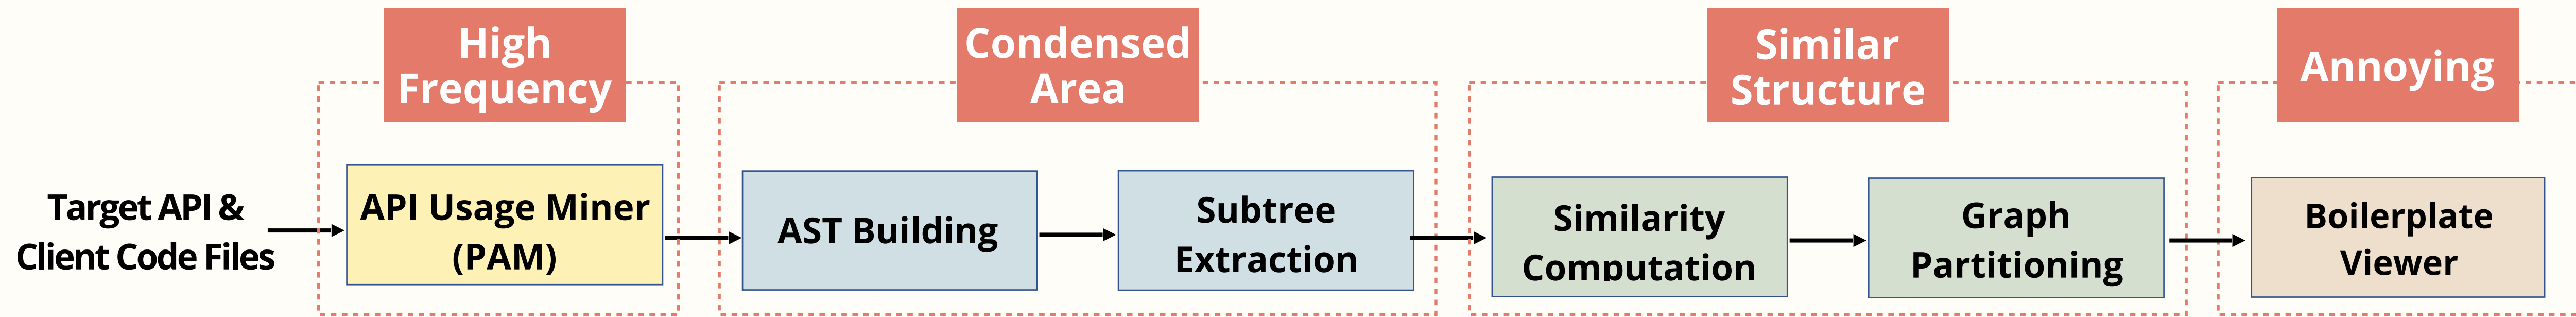 High
Frequency
Condensed
Area
Similar
Structure
Annoying
Target API &
Client Code Files
API Usage Miner
(PAM)
AST Building
Subtree
Extraction
Similarity
Computation
Graph
Partitioning
Boilerplate
Viewer